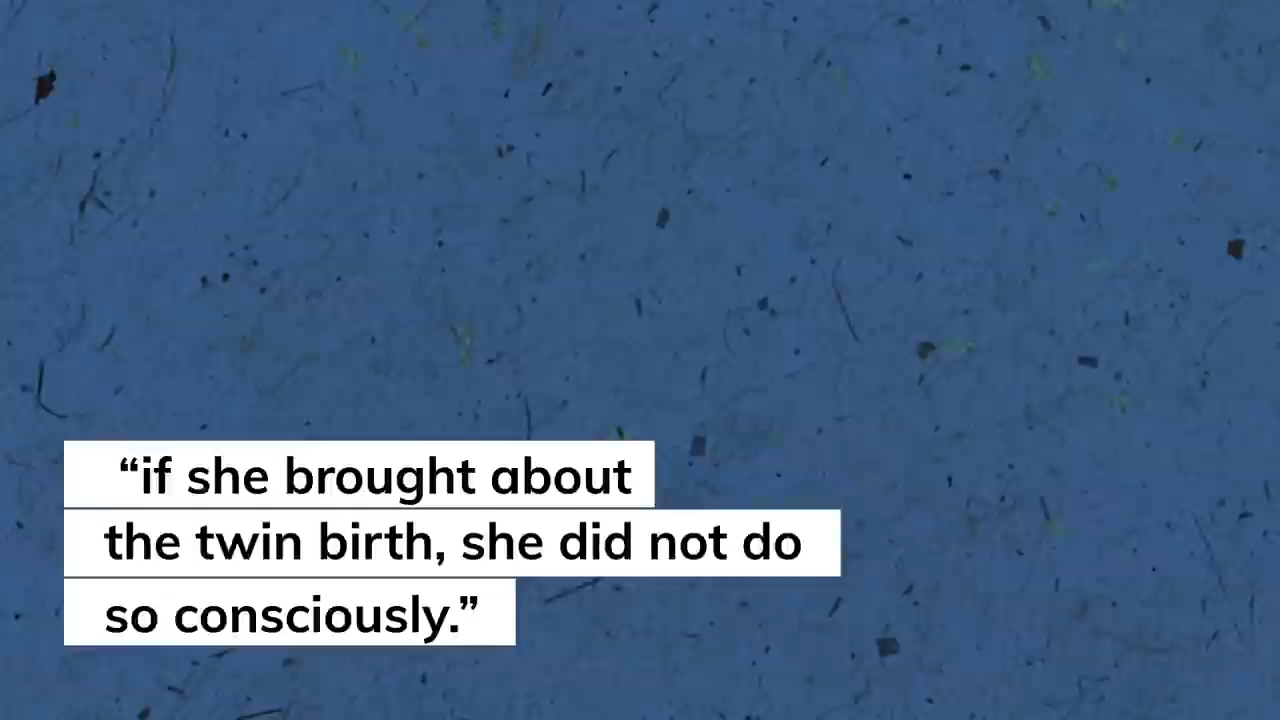 “if she brought about
the twin birth, she did not do
so consciously.”